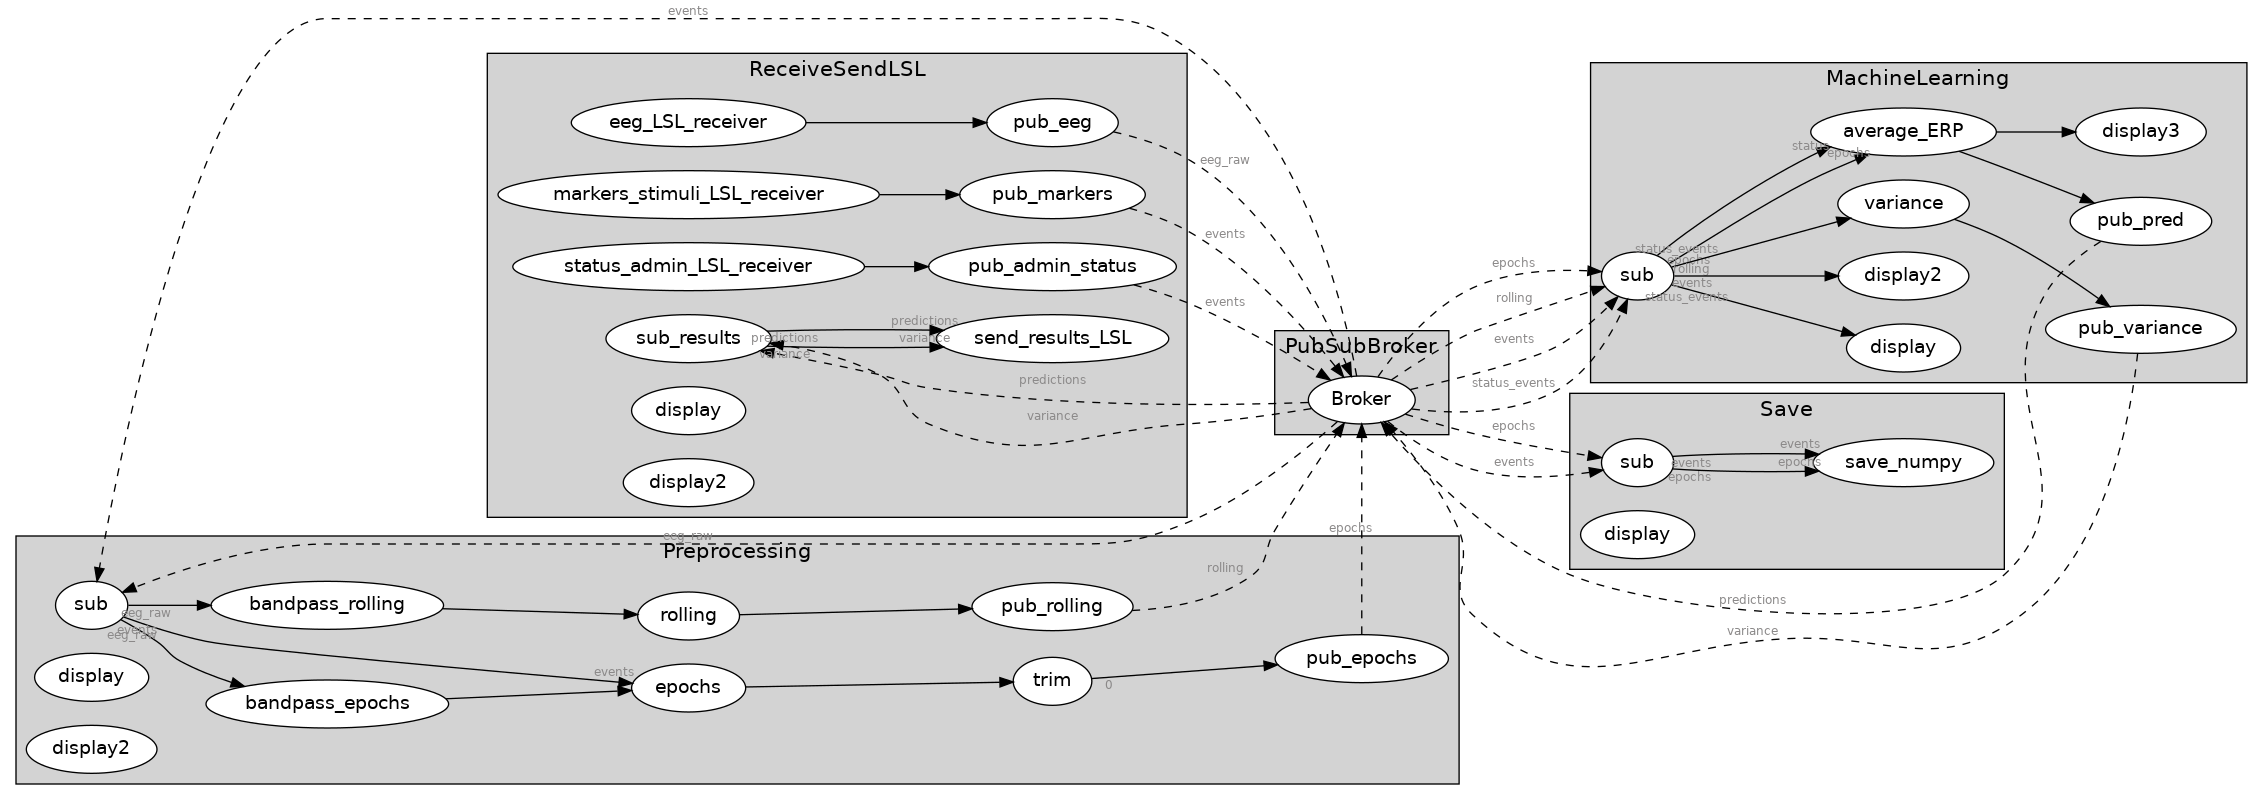 events
ReceiveSendLSL
eeg_LSL_receiver
pub_eeg
eeg_raw
markers_stimuli_LSL_receiver
pub_markers
events
status_admin_LSL_receiver
pub_admin_status
events
sub_results
predictions
variance
predictions
variance
send_results_LSL
predictions
variance
display
display2
PubSubBroker
Broker
epochs
rolling
events
status_events
epochs
events
MachineLearning
sub
status_events
epochs
rolling
events
status_events
status
epochs
average_ERP
display3
variance
pub_pred
display2
display
pub_variance
Save
sub
events
epochs
events
epochs
save_numpy
display
predictions
variance
eeg_raw
Preprocessing
sub
eeg_raw
events
eeg_raw
bandpass_rolling
rolling
pub_rolling
rolling
epochs
display
bandpass_epochs
events
epochs
trim
0
pub_epochs
display2